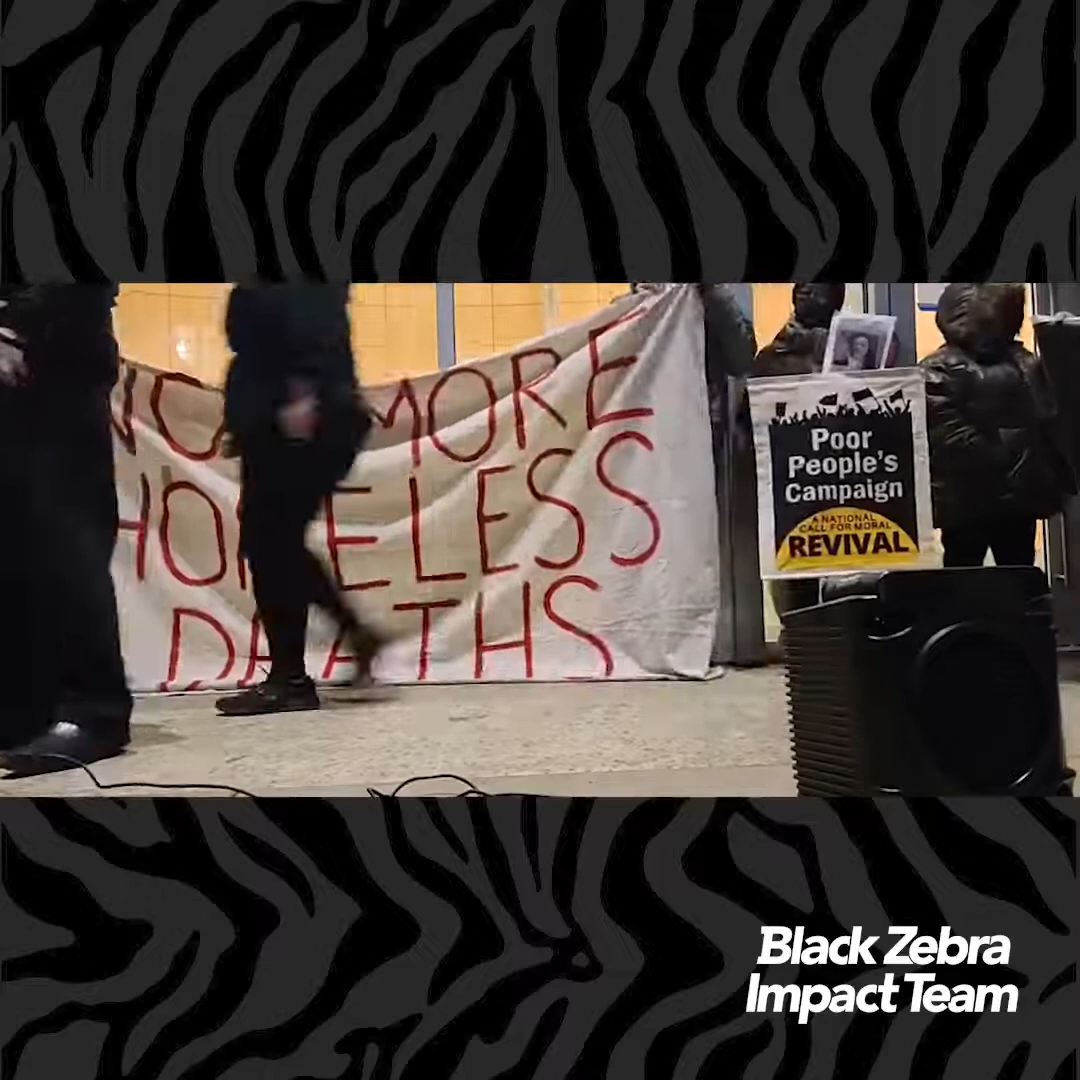 NO MORE
HOMELESS
DEATHS
Poor
People's
Campaign
A NATIONAL
CALL FOR MORAL
REVIVAL
Black Zebra
Impact Team